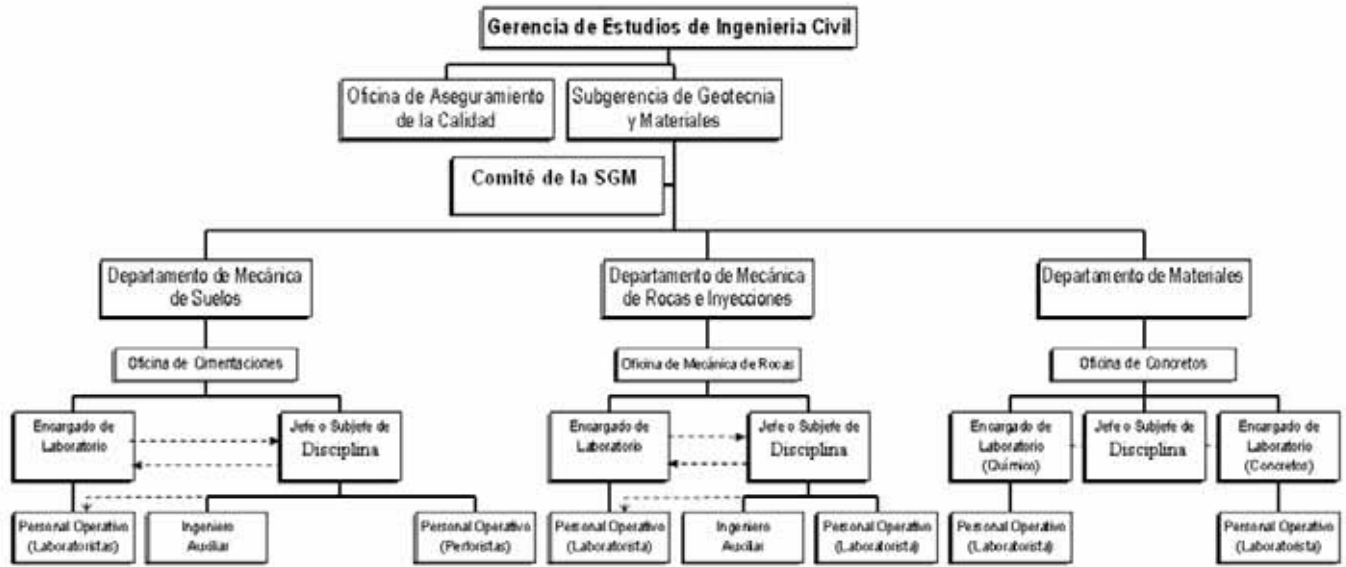 Gerencia de Estudios de Ingenieria Civil
Oficina de Aseguramiento
de la Calidad
Subgerencia de Geotecnia
y Materiales
Comité de la SGM
Departamento de Mecánica
de Suelos
Departamento de Mecánica
de Rocas e Inyecciones
Departamento de Materiales
Oficina de Cimentaciones
Oficina de Mecánica de Rocas
Oficina de Concretos
Encargado de
Laboratorio
Jefe o Subjefe de
Disciplina
Encargado de
Laboratorio
Jefe o Subjefe de
Disciplina
Encargado de
Laboratorio
(Químico)
Jefe o Subjefe de
Disciplina
Encargado de
Laboratorio
(Concretos)
Personal Operativo
(Laboratoristas)
Ingeniero
Auxiliar
Personal Operativo
(Perforistas)
Personal Operativo
(Laboratorista)
Ingeniero
Auxiliar
Personal Operativo
(Laboratorista)
Personal Operativo
(Laboratorista)
Personal Operativo
(Laboratorista)